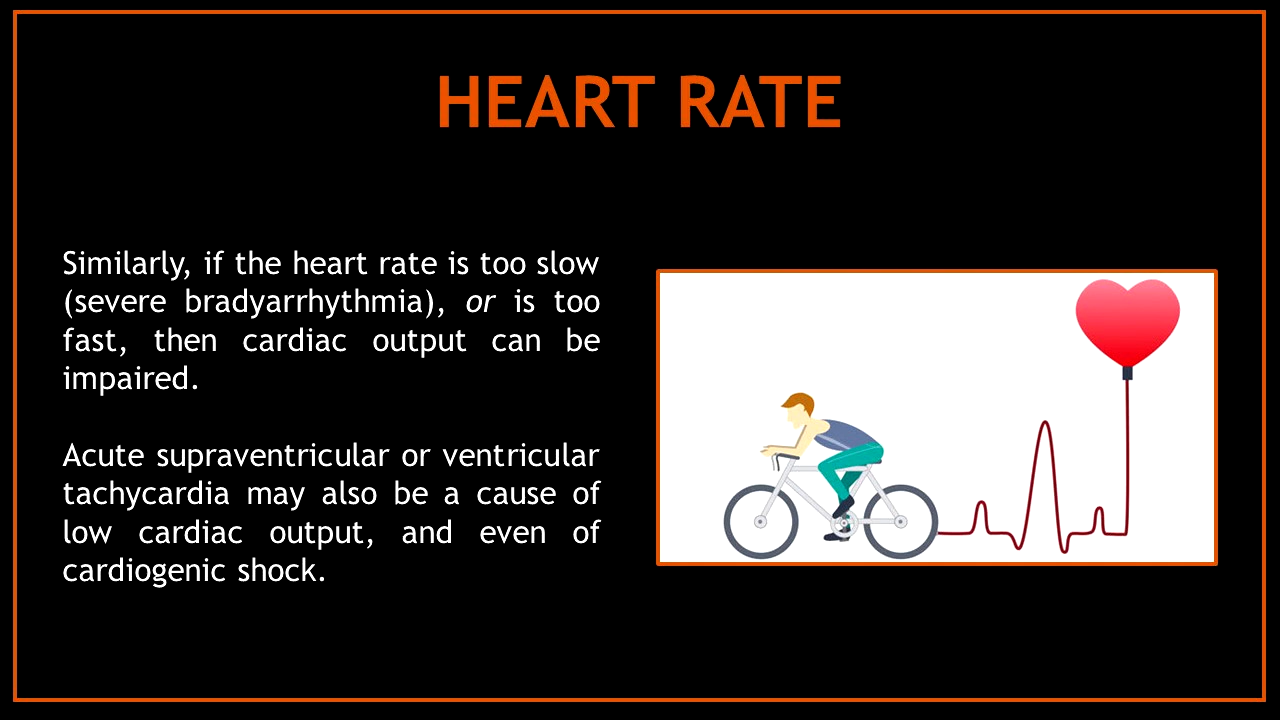 HEART RATE
Similarly, if the heart rate is too slow
(severe bradyarrhythmia), or is too
fast, then cardiac output can be
impaired.
Acute supraventricular or ventricular
tachycardia may also be a cause of
low cardiac output, and even of
cardiogenic shock.